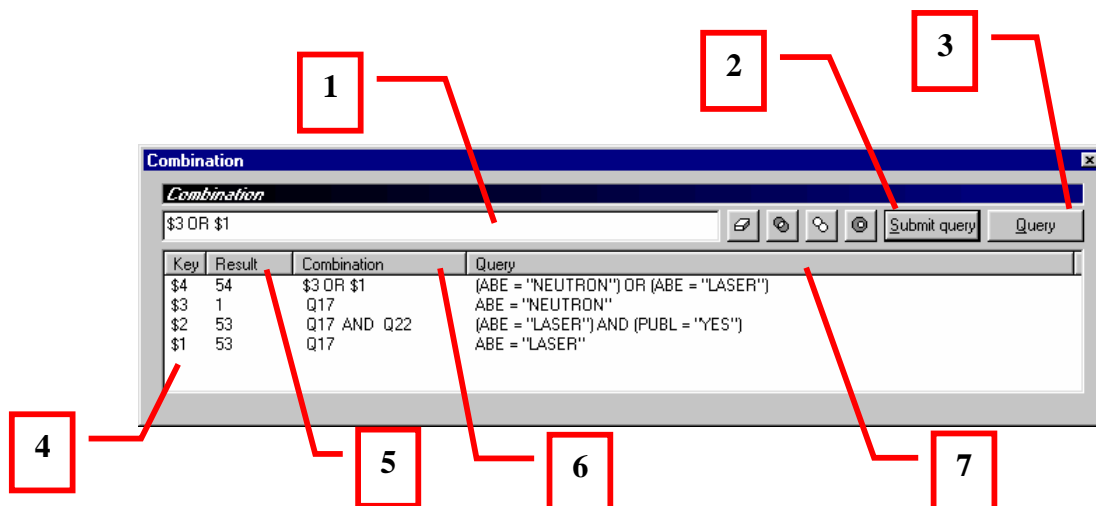 3
2
1
Combination
Combination
$3 OR $1 Submit query Query
Key Result Combination Query
$4 54 $3 OR $1 (ABE = "NEUTRON") OR (ABE = "LASER")
$3 1 Q17 ABE = "NEUTRON"
$2 53 Q17 AND Q22 (ABE = "LASER") AND (PUBL = "YES")
$1 53 Q17 ABE = "LASER"
4
5
6
7